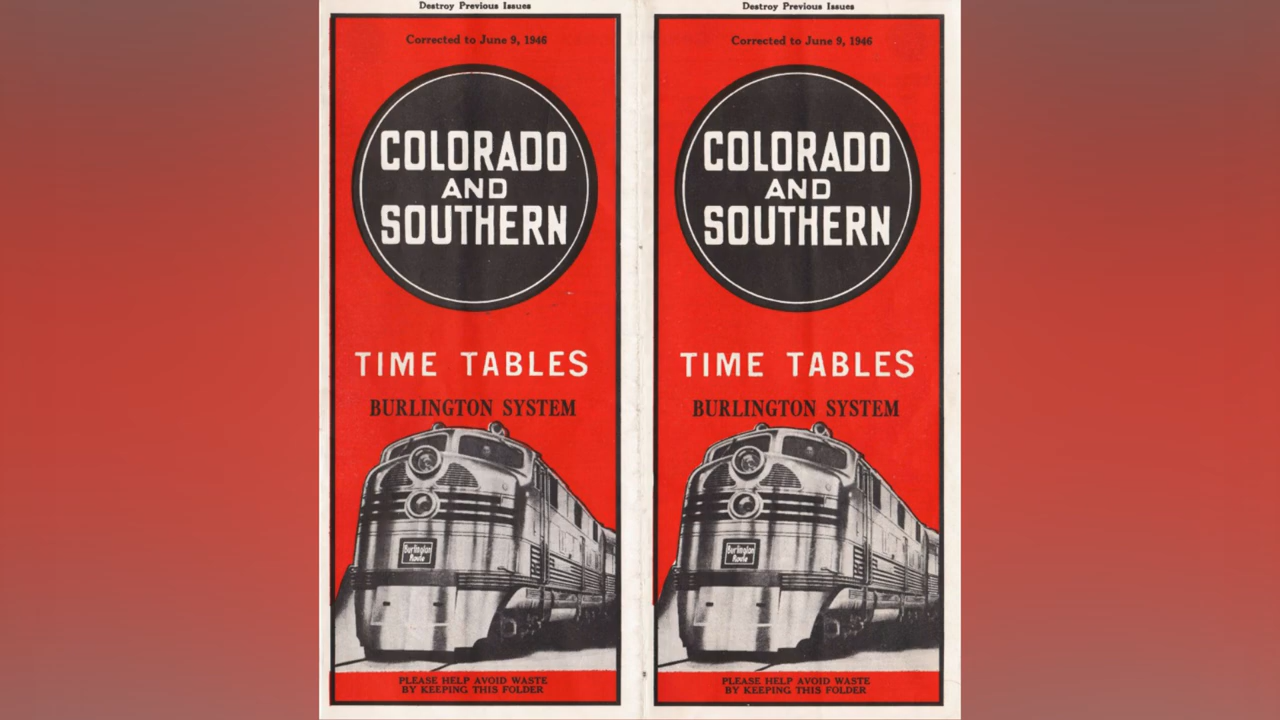 Destroy Previous Issues
Corrected to June 9, 1946
COLORADO
AND
SOUTHERN
TIME TABLES
BURLINGTON SYSTEM
Burlington
Route
PLEASE HELP AVOID WASTE
BY KEEPING THIS FOLDER
Destroy Previous Issues
Corrected to June 9, 1946
COLORADO
AND
SOUTHERN
TIME TABLES
BURLINGTON SYSTEM
Burlington
Route
PLEASE HELP AVOID WASTE
BY KEEPING THIS FOLDER